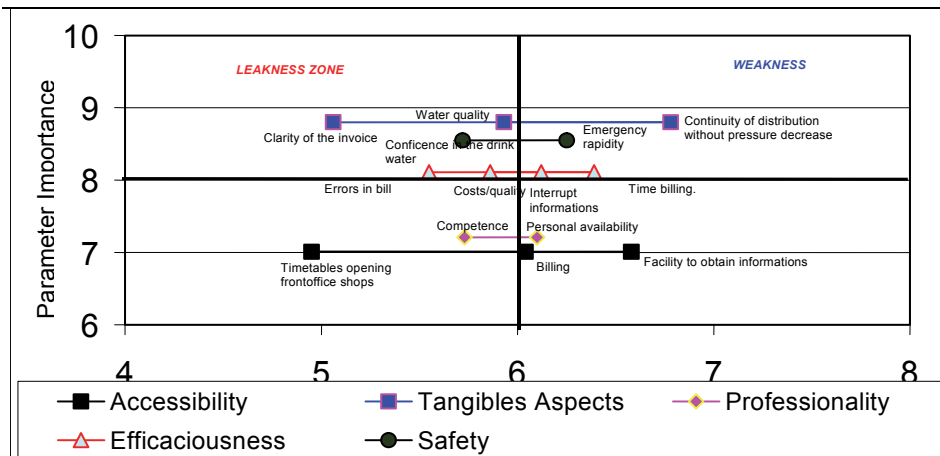 10
LEAKNESS ZONE
WEAKNESS
9
Water quality
Clarity of the invoice
Conficence in the drink
water
Emergency
rapidity
Continuity of distribution
without pressure decrease
8
Errors in bill
Costs/quality
Interrupt
informations
Time billing.
Competence
Personal availability
7
Timetables opening
frontoffice shops
Billing
Facility to obtain informations
6
Parameter Importance
4 5 6 7 8
Accessibility
Tangibles Aspects
Professionality
Efficaciousness
Safety